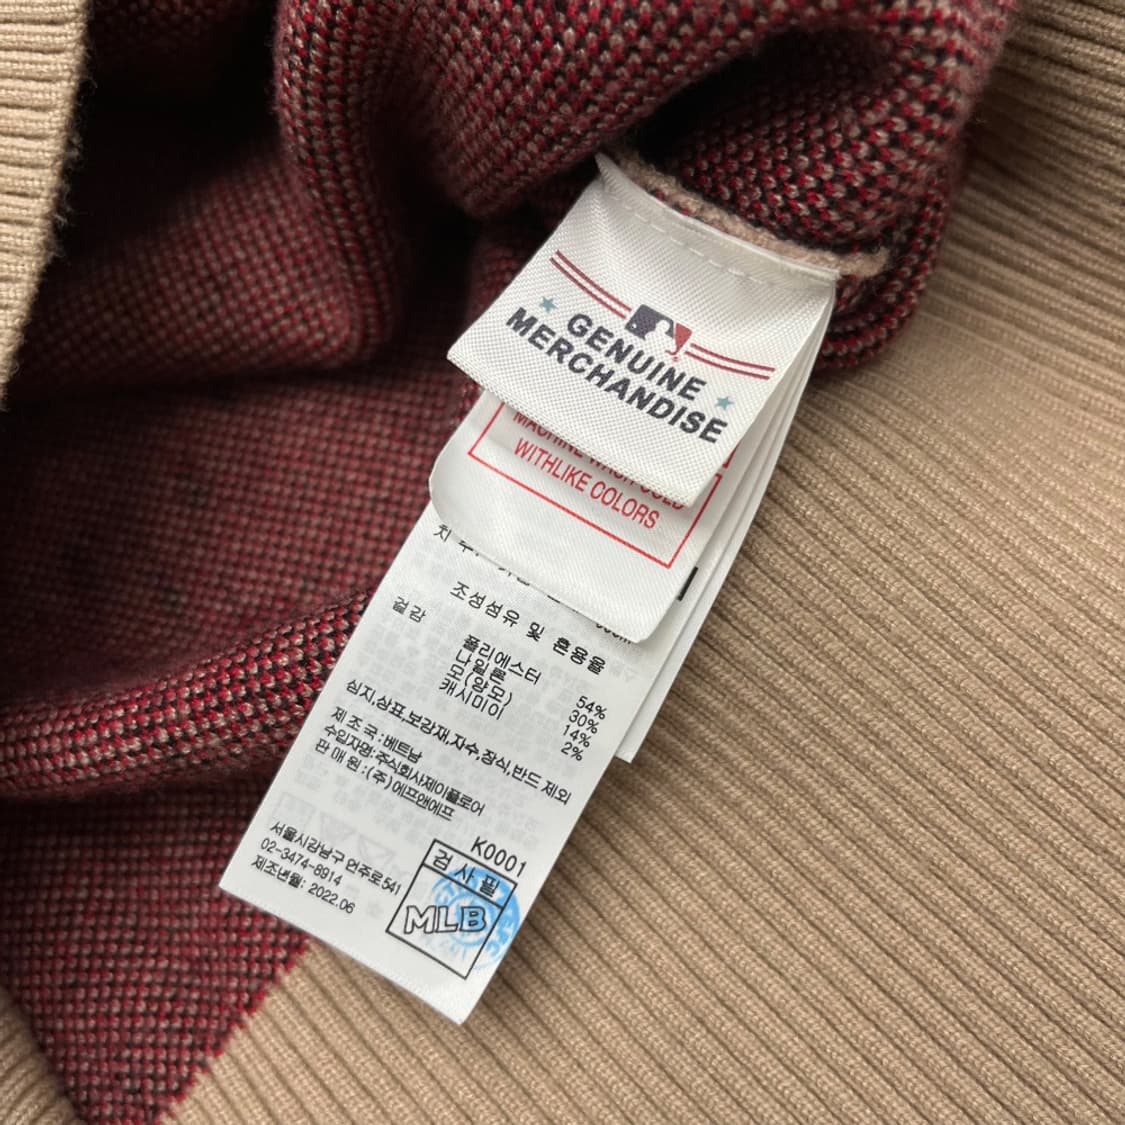 GENUINE
MERCHANDISE
MACHINE WASH COLD
WITHLIKE COLORS
조성섬유 및 혼용율
겉감
폴리에스터 54%
나일론 30%
모(양모) 14%
캐시미어 2%
심지,상표,보강재,자수,장식,반드 제외
제 조 국 : 베트남
수입자명: 주식회사제이플로어
판 매 원 : (주)에프앤에프
K0001
서울시강남구 언주로541
02-3474-8914
제조년월: 2022.06
검 사 필
MLB